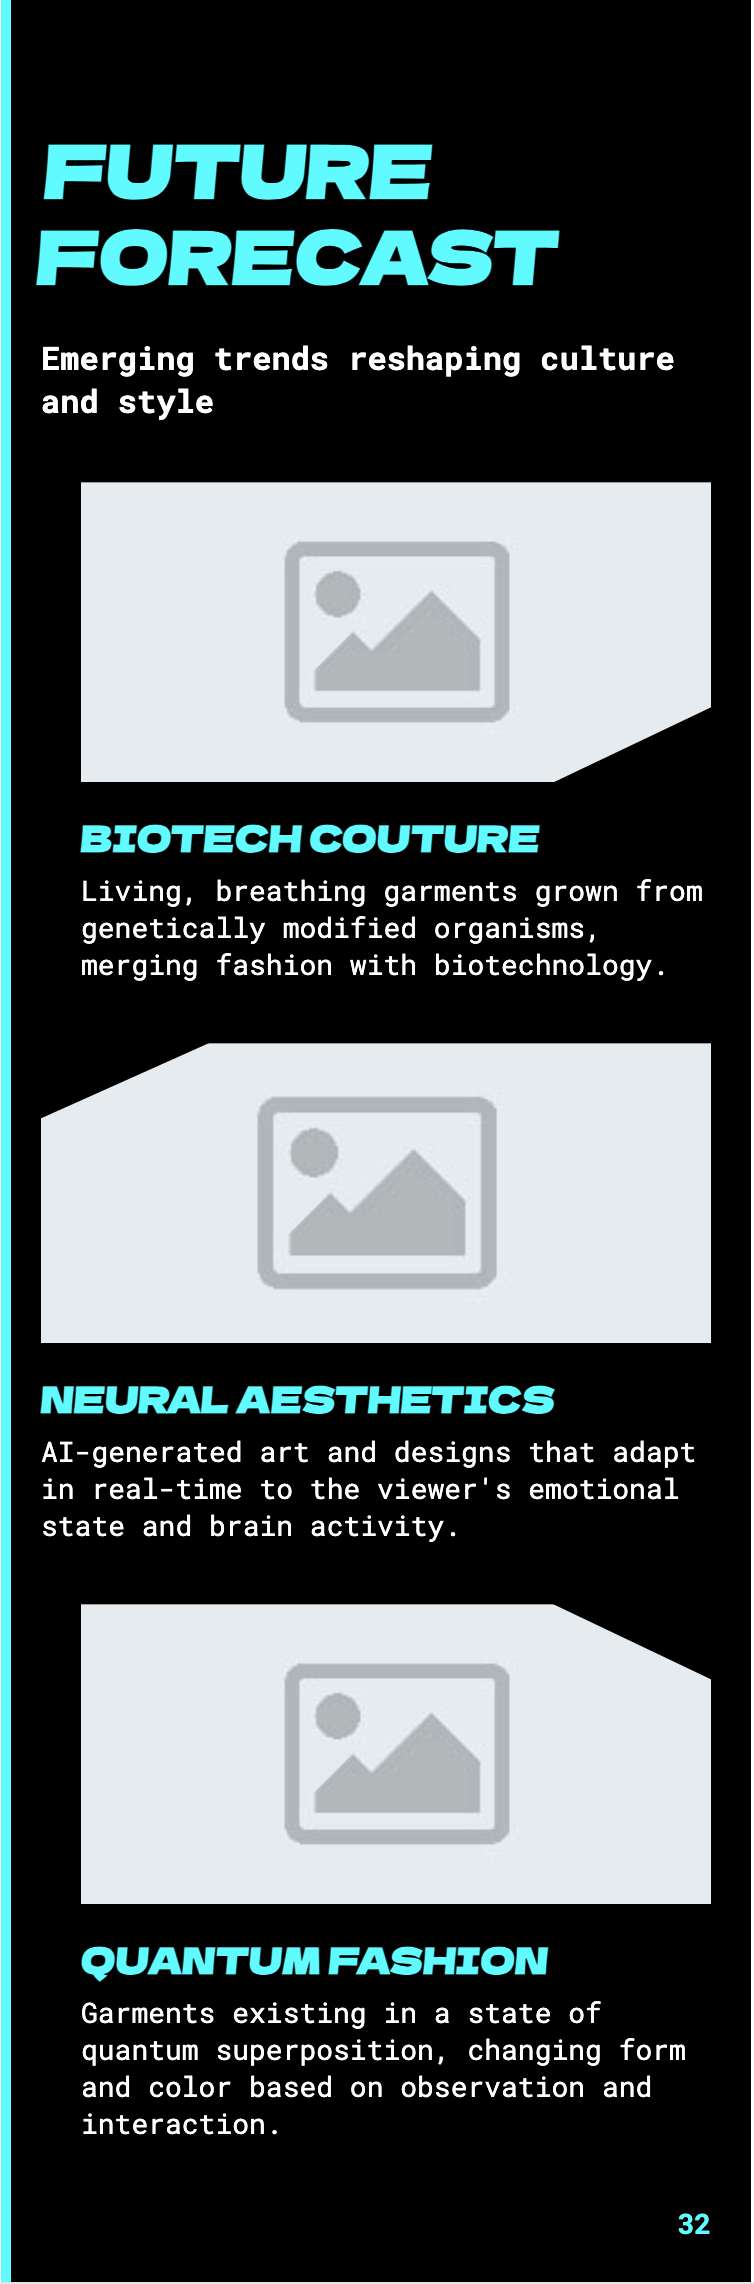 FUTURE
FORECAST
Emerging trends reshaping culture
and style
BIOTECH COUTURE
Living, breathing garments grown from
genetically modified organisms,
merging fashion with biotechnology.
NEURAL AESTHETICS
AI-generated art and designs that adapt
in real-time to the viewer's emotional
state and brain activity.
QUANTUM FASHION
Garments existing in a state of
quantum superposition, changing form
and color based on observation and
interaction.
32